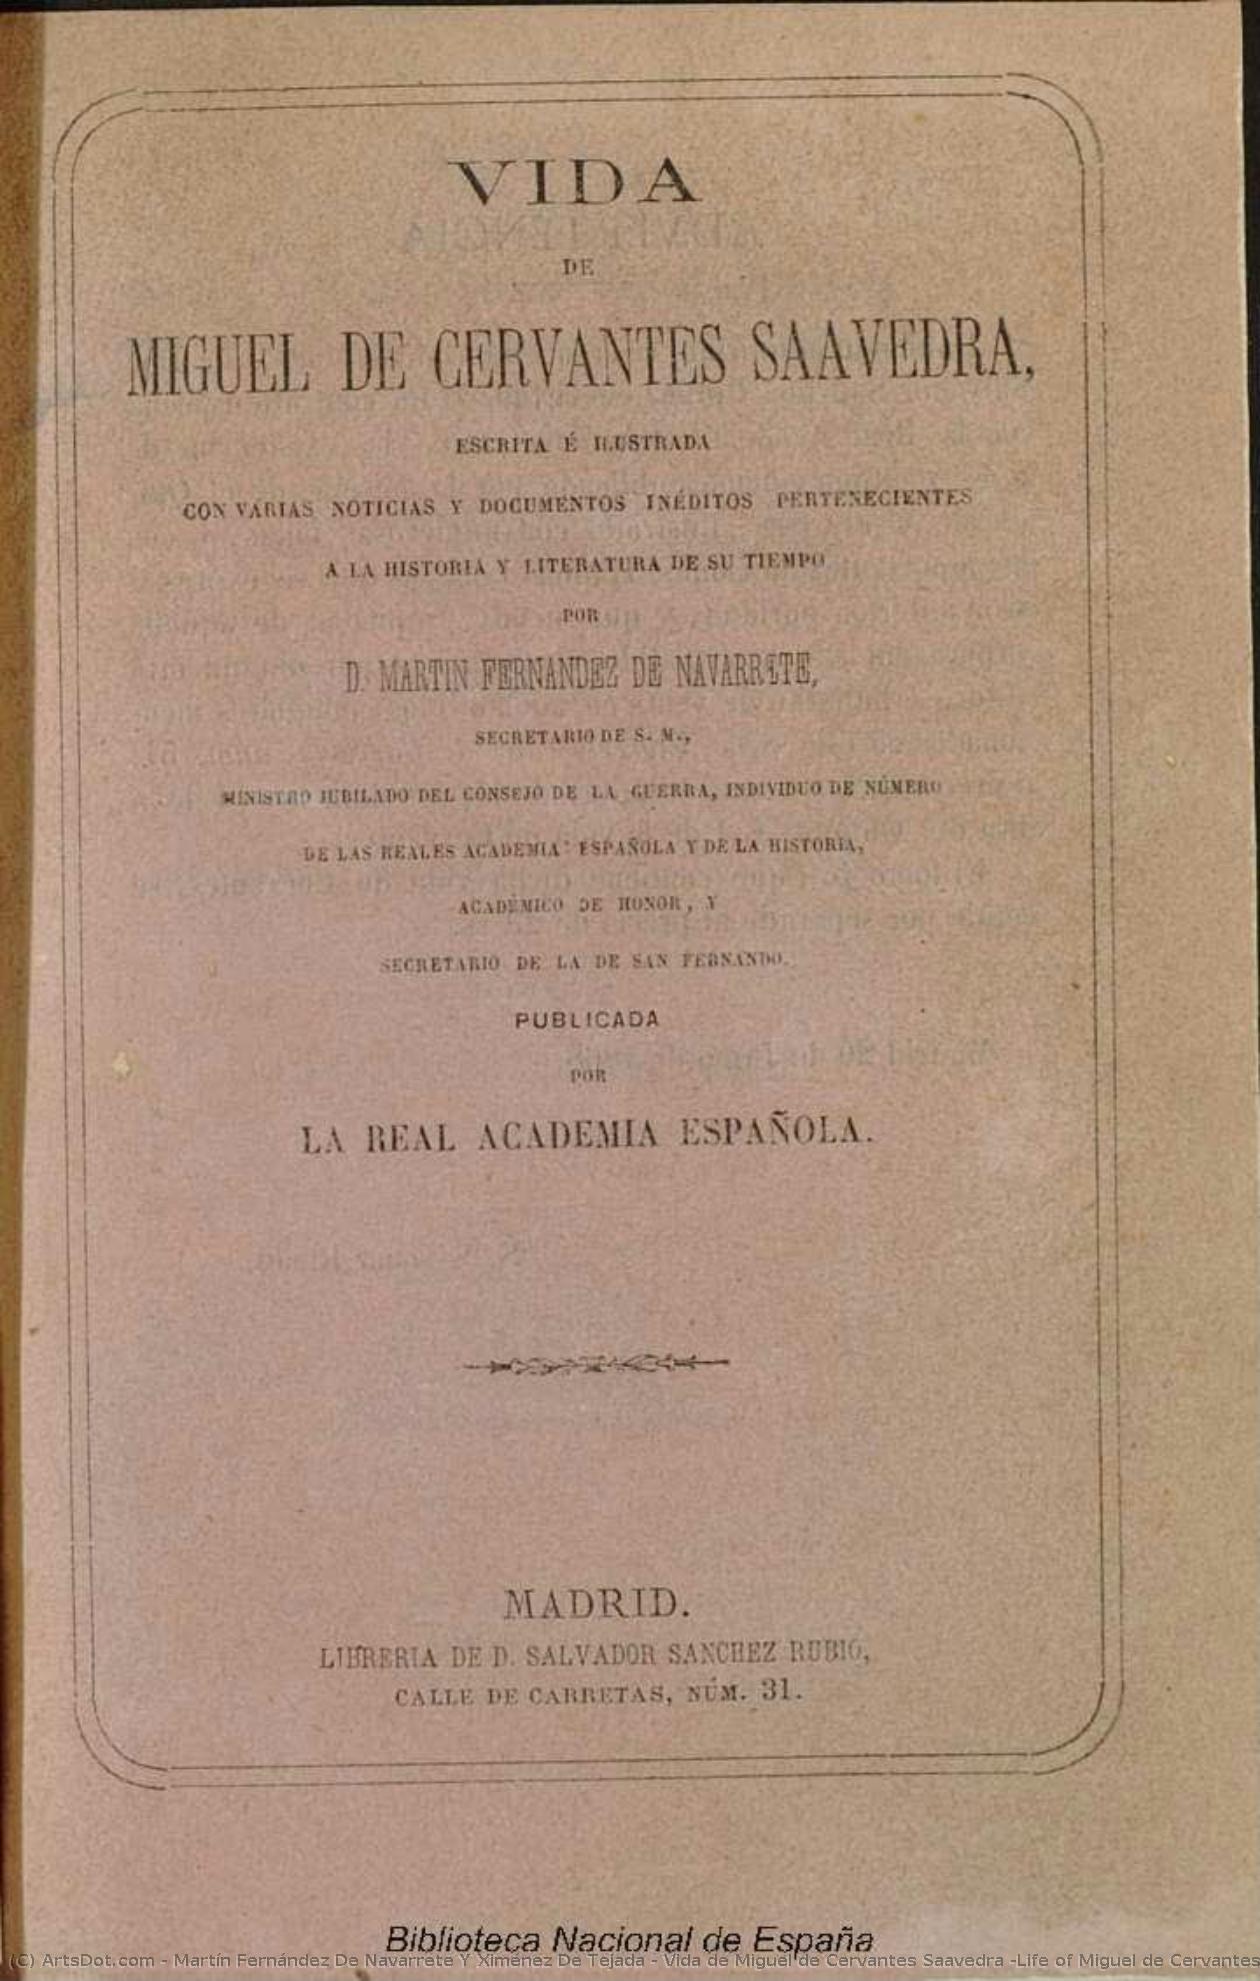 VIDA
DE
MIGUEL DE CERVANTES SAAVEDRA,
ESCRITA É ILUSTRADA
CON VÁRIAS NOTICIAS Y DOCUMENTOS INÉDITOS PERTENECIENTES
A LA HISTORIA Y LITERATURA DE SU TIEMPO
POR
D. MARTIN FERNANDEZ DE NAVARRETE,
SECRETARIO DE S. M.,
MINISTRO JUBILADO DEL CONSEJO DE LA GUERRA, INDIVIDUO DE NÚMERO
DE LAS REALES ACADEMIAS ESPAÑOLA Y DE LA HISTORIA,
ACADÉMICO DE HONOR, Y
SECRETARIO DE LA DE SAN FERNANDO.
PUBLICADA
POR
LA REAL ACADEMIA ESPAÑOLA.
MADRID.
LIBRERIA DE D. SALVADOR SANCHEZ RUBIO,
CALLE DE CARRETAS, NÚM. 31.
Biblioteca Nacional de España
(C) ArtsDot.com - Martín Fernández De Navarrete Y Ximénez De Tejada - Vida de Miguel de Cervantes Saavedra -Life of Miguel de Cervantes